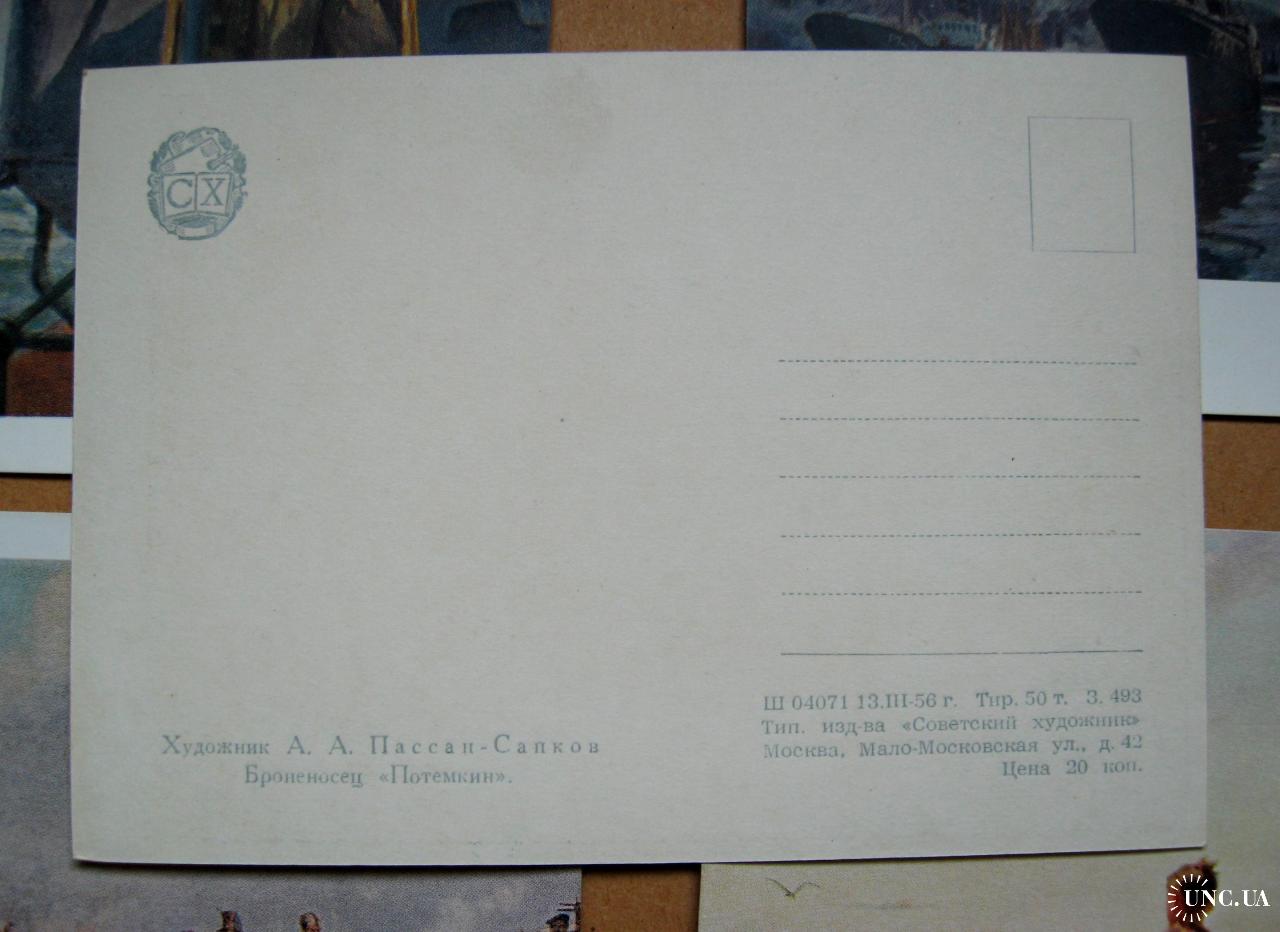 СХ
Художник А. А. Пассан-Сапков
Броненосец «Потемкин».
Ш 04071 13.III-56 г. Тир. 50 т. З. 493
Тип. изд-ва «Советский художник»
Москва, Мало-Московская ул., д. 42
Цена 20 коп.
UNC.UA